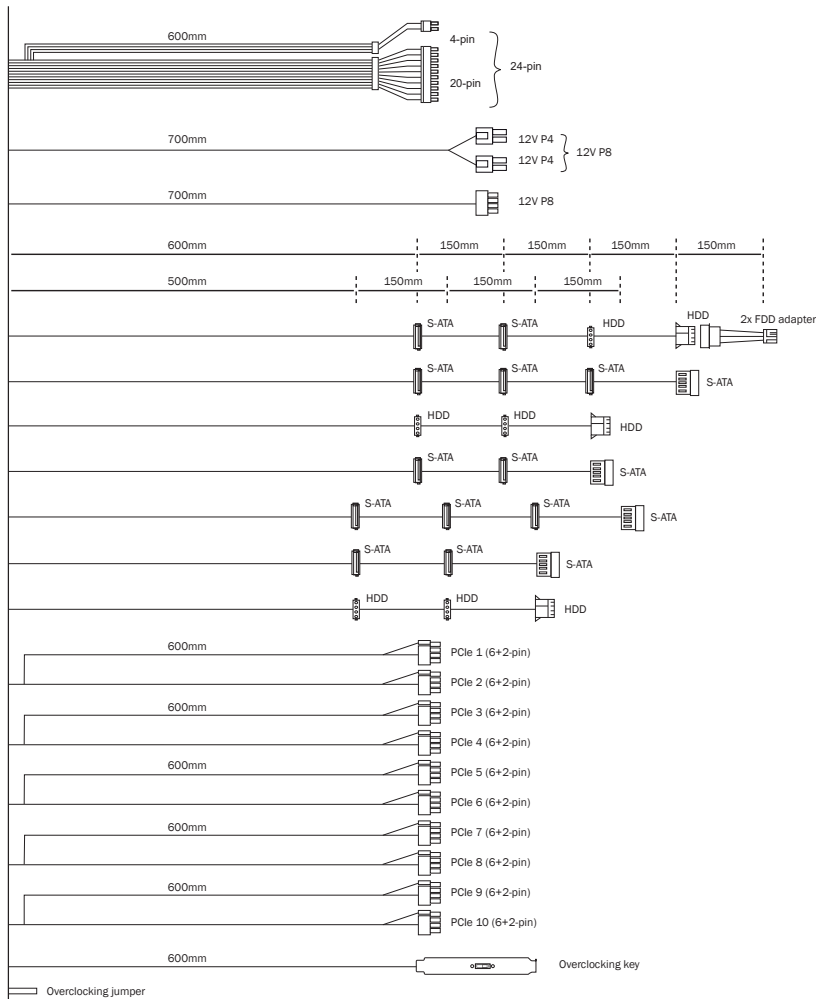 600mm
4-pin
20-pin
24-pin
700mm
12V P4
12V P4
12V P8
700mm
12V P8
600mm 150mm 150mm 150mm 150mm
500mm 150mm 150mm 150mm
S-ATA S-ATA HDD HDD 2x FDD adapter
S-ATA S-ATA S-ATA S-ATA
HDD HDD HDD
S-ATA S-ATA S-ATA
S-ATA S-ATA S-ATA S-ATA
S-ATA S-ATA S-ATA
HDD HDD HDD
600mm PCIe 1 (6+2-pin)
PCIe 2 (6+2-pin)
600mm PCIe 3 (6+2-pin)
PCIe 4 (6+2-pin)
600mm PCIe 5 (6+2-pin)
PCIe 6 (6+2-pin)
600mm PCIe 7 (6+2-pin)
PCIe 8 (6+2-pin)
600mm PCIe 9 (6+2-pin)
PCIe 10 (6+2-pin)
600mm Overclocking key
Overclocking jumper